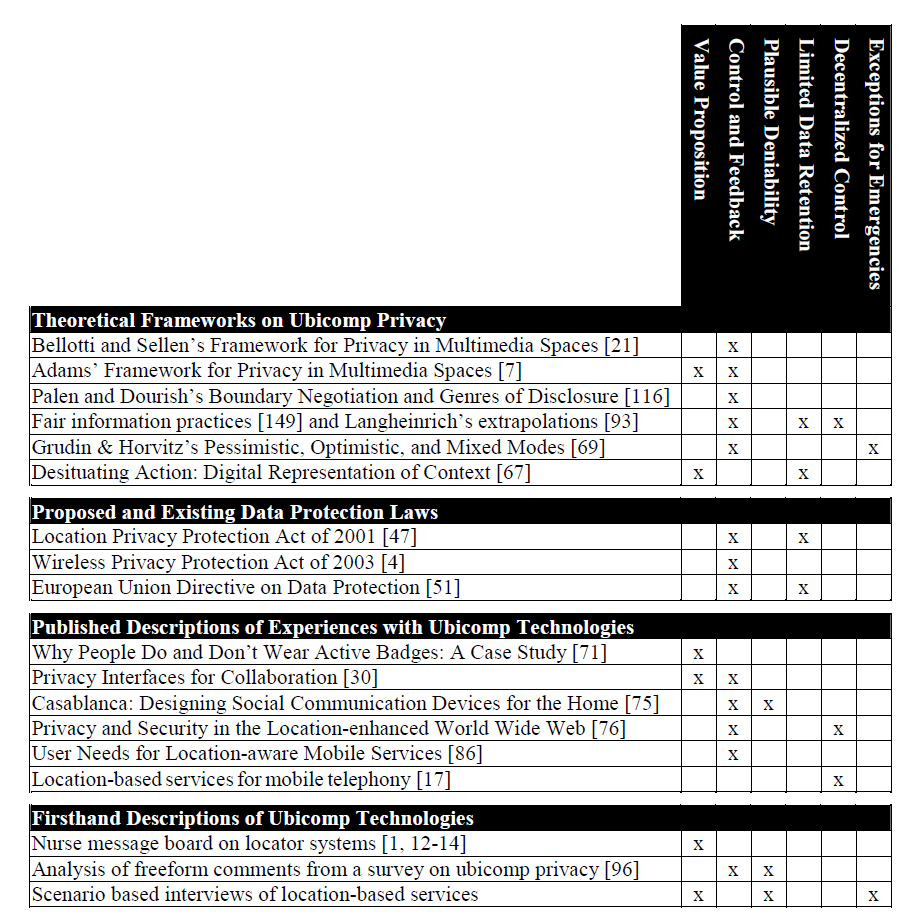 Value Proposition
Control and Feedback
Plausible Deniability
Limited Data Retention
Decentralized Control
Exceptions for Emergencies
Theoretical Frameworks on Ubicomp Privacy
Bellotti and Sellen's Framework for Privacy in Multimedia Spaces [21] x
Adams' Framework for Privacy in Multimedia Spaces [7] x x
Palen and Dourish's Boundary Negotiation and Genres of Disclosure [116] x
Fair information practices [149] and Langheinrich's extrapolations [93] x x x
Grudin & Horvitz's Pessimistic, Optimistic, and Mixed Modes [69] x x
Desituating Action: Digital Representation of Context [67] x x
Proposed and Existing Data Protection Laws
Location Privacy Protection Act of 2001 [47] x x
Wireless Privacy Protection Act of 2003 [4] x
European Union Directive on Data Protection [51] x x
Published Descriptions of Experiences with Ubicomp Technologies
Why People Do and Don't Wear Active Badges: A Case Study [71] x
Privacy Interfaces for Collaboration [30] x x
Casablanca: Designing Social Communication Devices for the Home [75] x x
Privacy and Security in the Location-enhanced World Wide Web [76] x x
User Needs for Location-aware Mobile Services [86] x
Location-based services for mobile telephony [17] x
Firsthand Descriptions of Ubicomp Technologies
Nurse message board on locator systems [1, 12-14] x
Analysis of freeform comments from a survey on ubicomp privacy [96] x x
Scenario based interviews of location-based services x x x